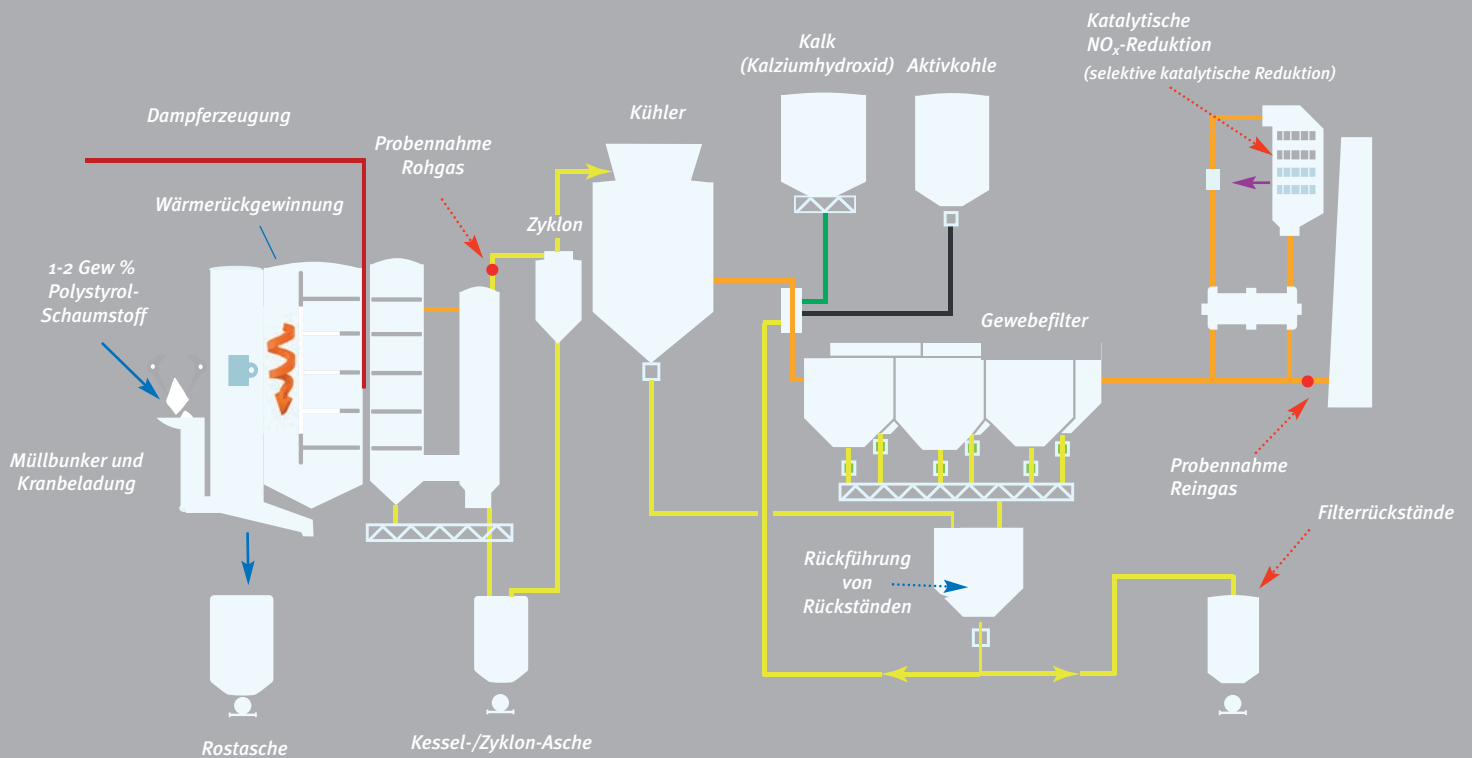 Katalytische
NOx-Reduktion
(selektive katalytische Reduktion)
Kalk
(Kalziumhydroxid)
Aktivkohle
Kühler
Dampferzeugung
Probennahme
Rohgas
Wärmerückgewinnung
Zyklon
1-2 Gew %
Polystyrol-
Schaumstoff
Gewebefilter
Müllbunker und
Kranbeladung
Probennahme
Reingas
Filterrückstände
Rückführung
von
Rückständen
Rostasche
Kessel-/Zyklon-Asche